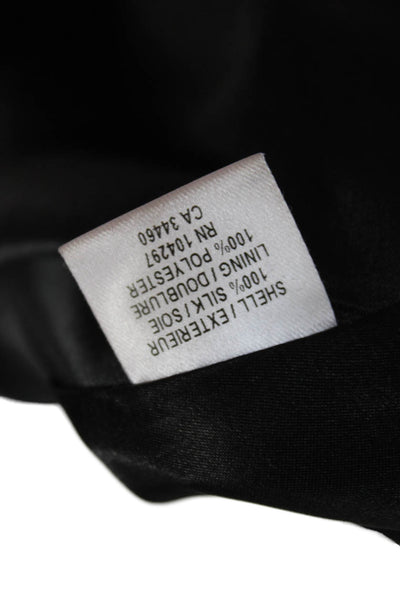 SHELL / EXTERIEUR
100% SILK / SOIE
LINING / DOUBLURE
100% POLYESTER
RN 104297
CA 34460